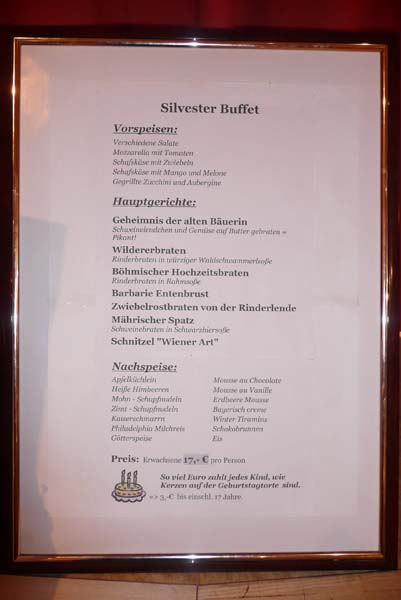 Silvester Buffet
Vorspeisen:
Verschiedene Salate
Mozzarella mit Tomaten
Schafskäse mit Zwiebeln
Schafskäse mit Mango und Melone
Gegrillte Zucchini und Aubergine
Hauptgerichte:
Geheimnis der alten Bäuerin
Schweinelendchen und Gemüse auf Butter gebraten =
Pikant!
Wildererbraten
Rinderbraten in würziger Waldschwammerlsoße
Böhmischer Hochzeitsbraten
Rinderbraten in Rahmsoße
Barbarie Entenbrust
Zwiebelrostbraten von der Rinderlende
Mährischer Spatz
Schweinebraten in Schwarzbiersoße
Schnitzel "Wiener Art"
Nachspeise:
Apfelküchlein
Heiße Himbeeren
Mohn - Schupfnudeln
Zimt - Schupfnudeln
Kaiserschmarrn
Philadelphia Milchreis
Götterspeise
Mousse au Chocolate
Mousse au Vanille
Erdbeere Mousse
Bayerisch creme
Winter Tiramisu
Schokobrunnen
Eis
Preis: Erwachsene 17,- € pro Person
So viel Euro zahlt jedes Kind, wie
Kerzen auf der Geburtstagtorte sind.
=> 3,-€ bis einschl. 17 Jahre.